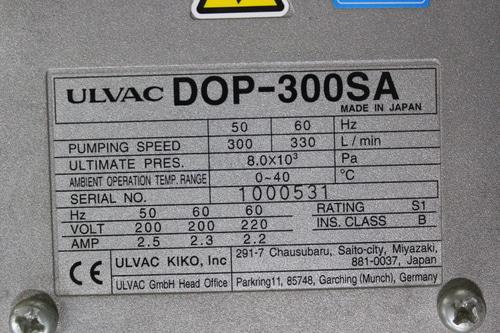 ULVAC DOP-300SA
MADE IN JAPAN
50 60 Hz
PUMPING SPEED 300 330 L / min
ULTIMATE PRES. 8.0X10³ Pa
AMBIENT OPERATION TEMP. RANGE 0~40 °C
SERIAL NO. 1000531
Hz 50 60 60 RATING S1
VOLT 200 200 220 INS. CLASS B
AMP 2.5 2.3 2.2
CE ULVAC KIKO, Inc 291-7 Chausubaru, Saito-city, Miyazaki,
881-0037, Japan
ULVAC GmbH Head Office Parkring11, 85748, Garching (Munch), Germany